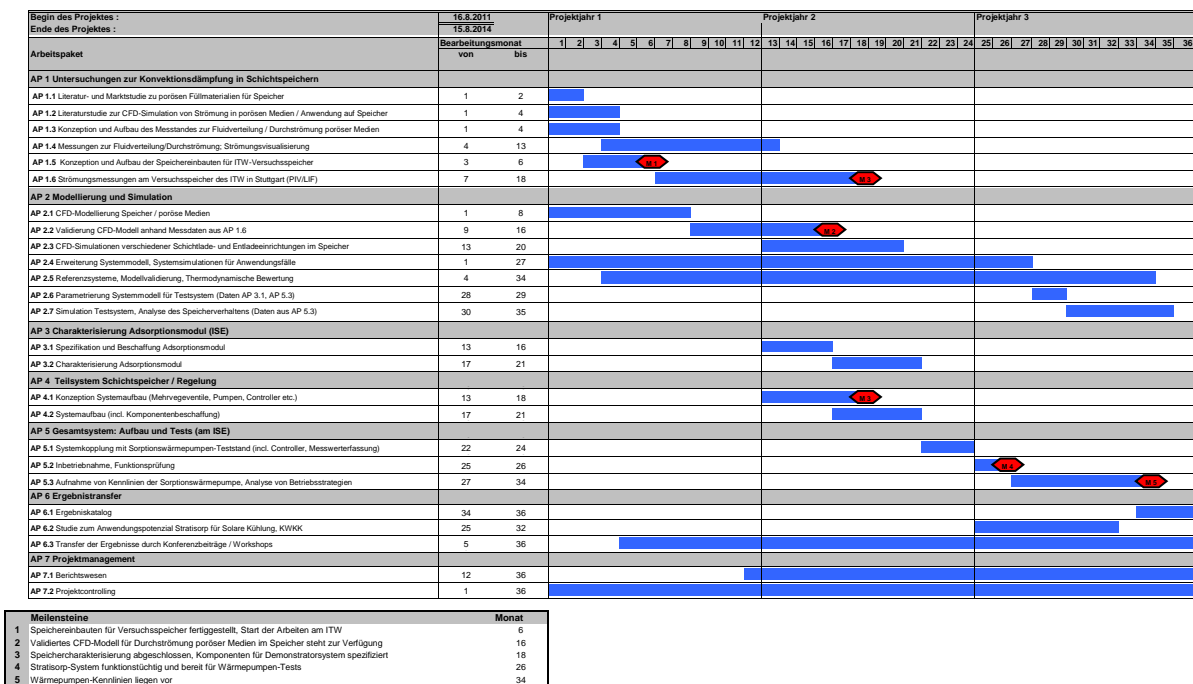 Begin des Projektes : 16.8.2011 Projektjahr 1 Projektjahr 2 Projektjahr 3
Ende des Projektes : 15.8.2014
Bearbeitungsmonat 1 2 3 4 5 6 7 8 9 10 11 12 13 14 15 16 17 18 19 20 21 22 23 24 25 26 27 28 29 30 31 32 33 34 35 36
Arbeitspaket von bis
AP 1 Untersuchungen zur Konvektionsdämpfung in Schichtspeichern
AP 1.1 Literatur- und Marktstudie zu porösen Füllmaterialien für Speicher 1 2
AP 1.2 Literaturstudie zur CFD-Simulation von Strömung in porösen Medien / Anwendung auf Speicher 1 4
AP 1.3 Konzeption und Aufbau des Messtandes zur Fluidverteilung / Durchströmung poröser Medien 1 4
AP 1.4 Messungen zur Fluidverteilung/Durchströmung; Strömungsvisualisierung 4 13
AP 1.5 Konzeption und Aufbau der Speichereinbauten für ITW-Versuchsspeicher 3 6 M 1
AP 1.6 Strömungsmessungen am Versuchsspeicher des ITW in Stuttgart (PIV/LIF) 7 18 M 3
AP 2 Modellierung und Simulation
AP 2.1 CFD-Modellierung Speicher / poröse Medien 1 8
AP 2.2 Validierung CFD-Modell anhand Messdaten aus AP 1.6 9 16 M 2
AP 2.3 CFD-Simulationen verschiedener Schichtlade- und Entladeeinrichtungen im Speicher 13 20
AP 2.4 Erweiterung Systemmodell, Systemsimulationen für Anwendungsfälle 1 27
AP 2.5 Referenzsysteme, Modellvalidierung, Thermodynamische Bewertung 4 34
AP 2.6 Parametrierung Systemmodell für Testsystem (Daten AP 3.1, AP 5.3) 28 29
AP 2.7 Simulation Testsystem, Analyse des Speicherverhaltens (Daten aus AP 5.3) 30 35
AP 3 Charakterisierung Adsorptionsmodul (ISE)
AP 3.1 Spezifikation und Beschaffung Adsorptionsmodul 13 16
AP 3.2 Charakterisierung Adsorptionsmodul 17 21
AP 4 Teilsystem Schichtspeicher / Regelung
AP 4.1 Konzeption Systemaufbau (Mehrvegeventile, Pumpen, Controller etc.) 13 18 M 3
AP 4.2 Systemaufbau (incl. Komponentenbeschaffung) 17 21
AP 5 Gesamtsystem: Aufbau und Tests (am ISE)
AP 5.1 Systemkopplung mit Sorptionswärmepumpen-Teststand (incl. Controller, Messwerterfassung) 22 24
AP 5.2 Inbetriebnahme, Funktionsprüfung 25 26 M 4
AP 5.3 Aufnahme von Kennlinien der Sorptionswärmepumpe, Analyse von Betriebsstrategien 27 34 M 5
AP 6 Ergebnistransfer
AP 6.1 Ergebniskatalog 34 36
AP 6.2 Studie zum Anwendungspotenzial Stratisorp für Solare Kühlung, KWKK 25 32
AP 6.3 Transfer der Ergebnisse durch Konferenzbeiträge / Workshops 5 36
AP 7 Projektmanagement
AP 7.1 Berichtswesen 12 36
AP 7.2 Projektcontrolling 1 36
Meilensteine Monat
1 Speichereinbauten für Versuchsspeicher fertiggestellt, Start der Arbeiten am ITW 6
2 Validiertes CFD-Modell für Durchströmung poröser Medien im Speicher steht zur Verfügung 16
3 Speichercharakterisierung abgeschlossen, Komponenten für Demonstratorsystem spezifiziert 18
4 Stratisorp-System funktionstüchtig und bereit für Wärmepumpen-Tests 26
5 Wärmepumpen-Kennlinien liegen vor 34